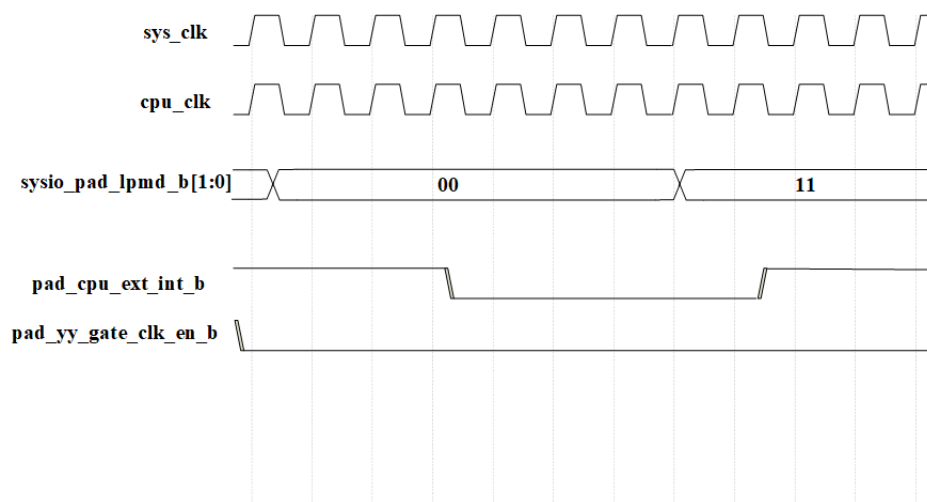 sys_clk
cpu_clk
sysio_pad_lpmd_b[1:0]
00
11
pad_cpu_ext_int_b
pad_yy_gate_clk_en_b